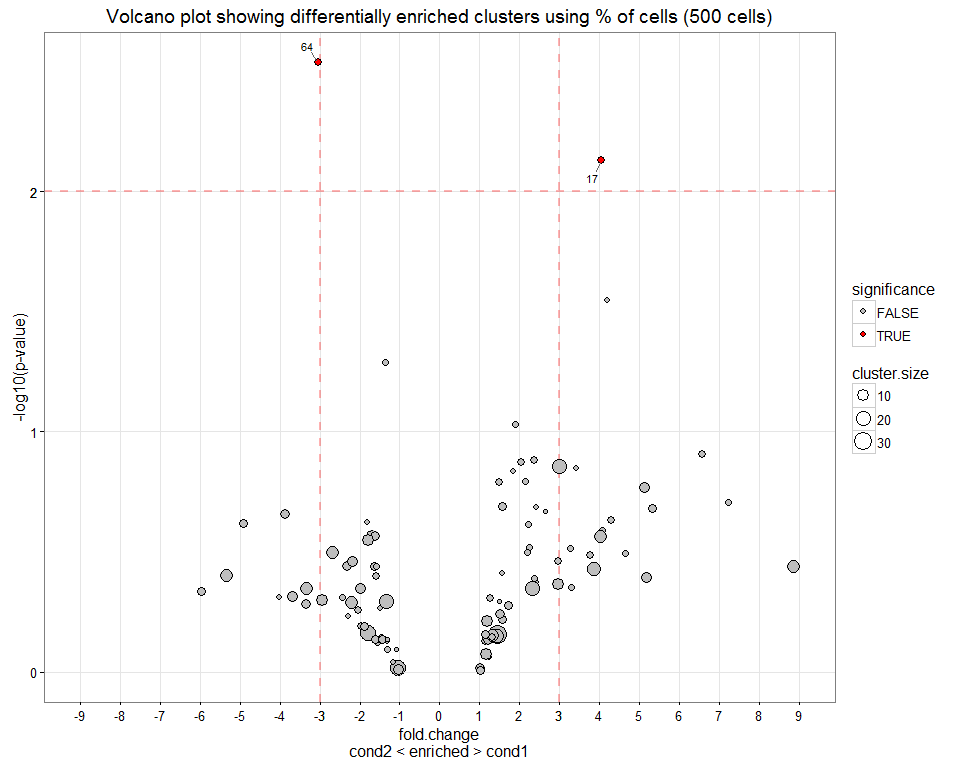 Volcano plot showing differentially enriched clusters using % of cells (500 cells)
64
17
2
1
0
-log10(p-value)
-9 -8 -7 -6 -5 -4 -3 -2 -1 0 1 2 3 4 5 6 7 8 9
fold.change
cond2 < enriched > cond1
significance
FALSE
TRUE
cluster.size
10
20
30